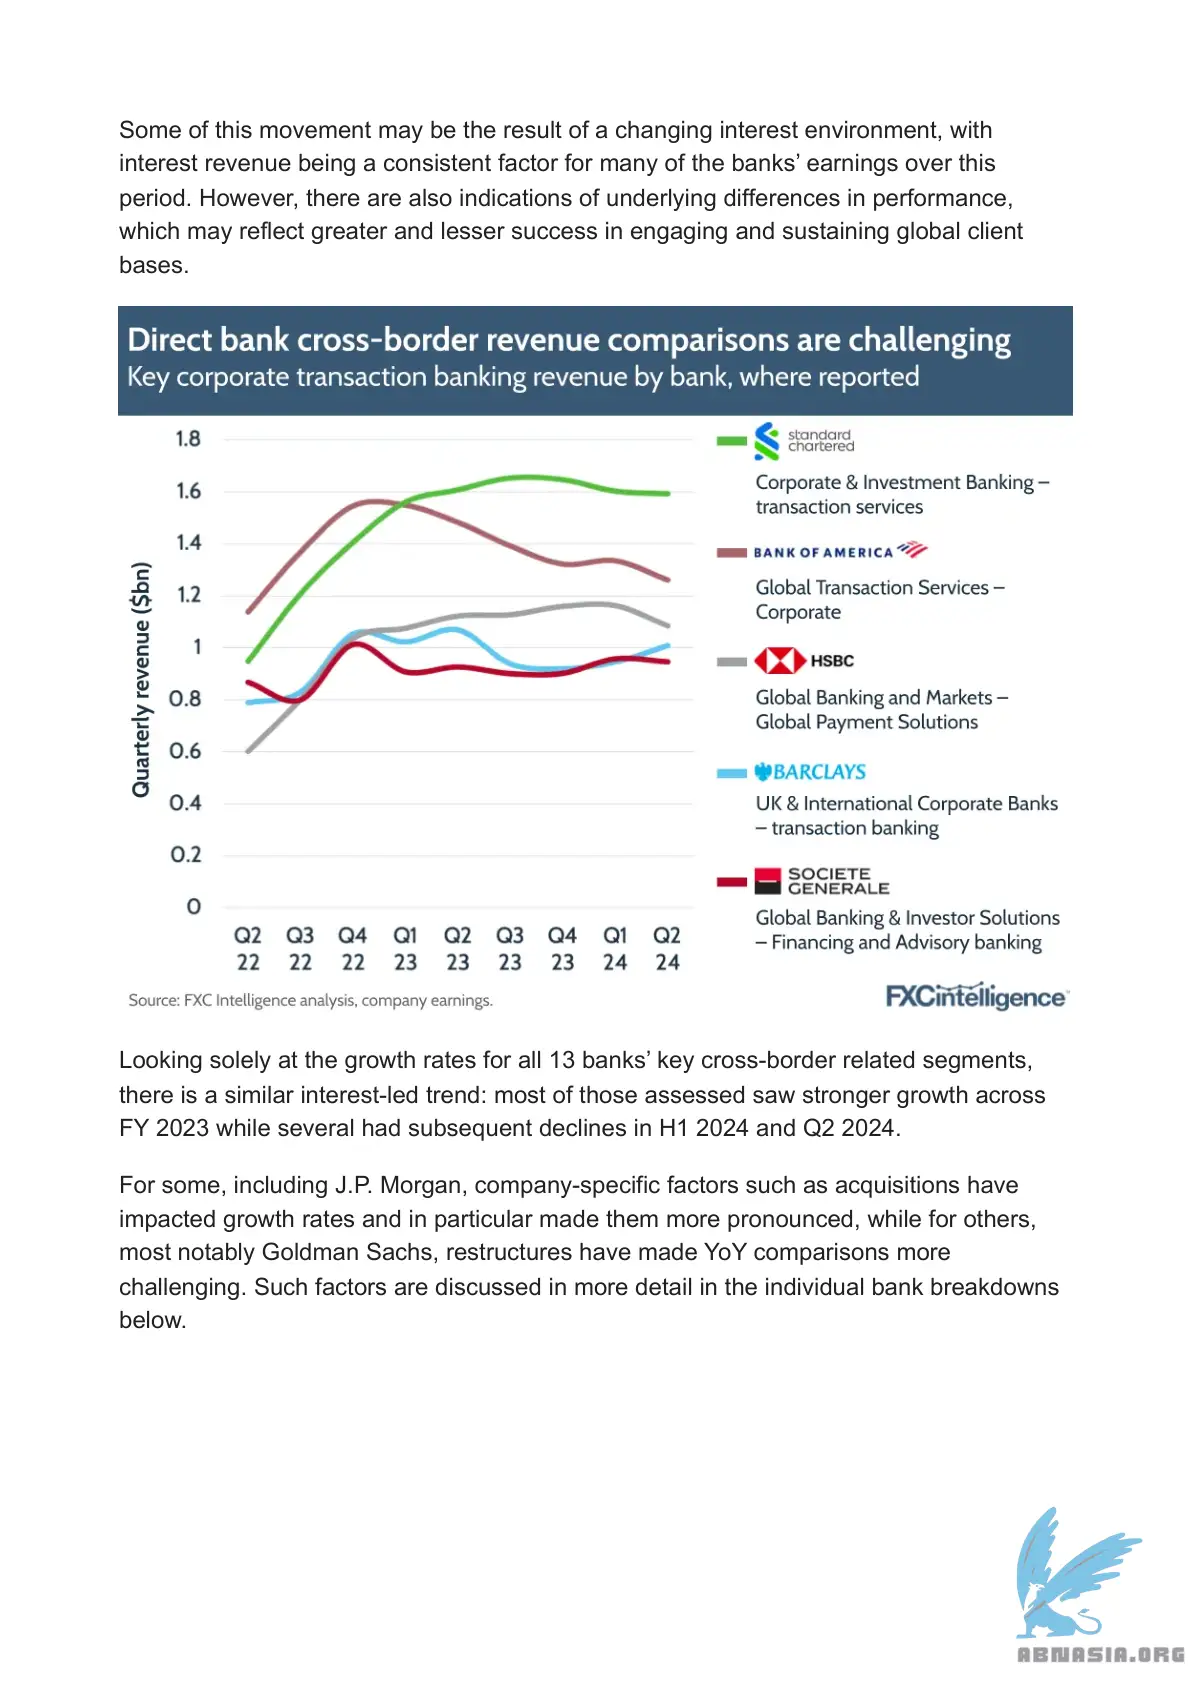 Some of this movement may be the result of a changing interest environment, with
interest revenue being a consistent factor for many of the banks’ earnings over this
period. However, there are also indications of underlying differences in performance,
which may reflect greater and lesser success in engaging and sustaining global client
bases.
Direct bank cross-border revenue comparisons are challenging
Key corporate transaction banking revenue by bank, where reported
Quarterly revenue ($bn)
1.8
1.6
1.4
1.2
1
0.8
0.6
0.4
0.2
0
Q2 Q3 Q4 Q1 Q2 Q3 Q4 Q1 Q2
22 22 22 23 23 23 23 24 24
standard
chartered
Corporate & Investment Banking –
transaction services
BANK OF AMERICA
Global Transaction Services –
Corporate
HSBC
Global Banking and Markets –
Global Payment Solutions
BARCLAYS
UK & International Corporate Banks
– transaction banking
SOCIETE
GENERALE
Global Banking & Investor Solutions
– Financing and Advisory banking
Source: FXC Intelligence analysis, company earnings.
FXCintelligence™
Looking solely at the growth rates for all 13 banks’ key cross-border related segments,
there is a similar interest-led trend: most of those assessed saw stronger growth across
FY 2023 while several had subsequent declines in H1 2024 and Q2 2024.
For some, including J.P. Morgan, company-specific factors such as acquisitions have
impacted growth rates and in particular made them more pronounced, while for others,
most notably Goldman Sachs, restructures have made YoY comparisons more
challenging. Such factors are discussed in more detail in the individual bank breakdowns
below.
ABNASIA.ORG